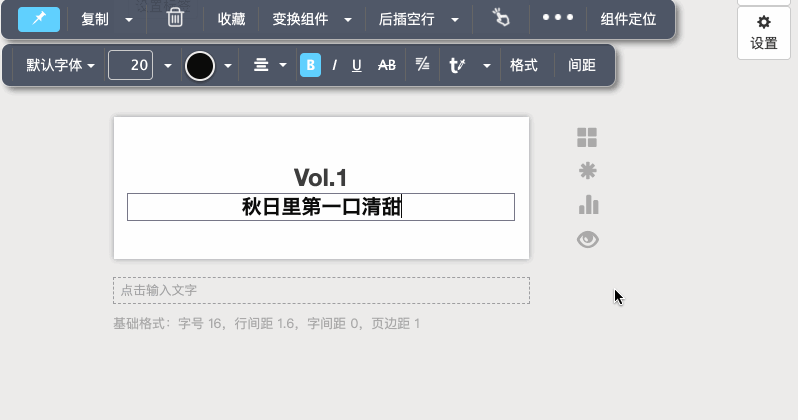 复制 收藏 变换组件 后插空行 ••• 组件定位
设置
默认字体 20 B I U AB 格式 间距
Vol.1
秋日里第一口清甜
点击输入文字
基础格式：字号 16，行间距 1.6，字间距 0，页边距 1